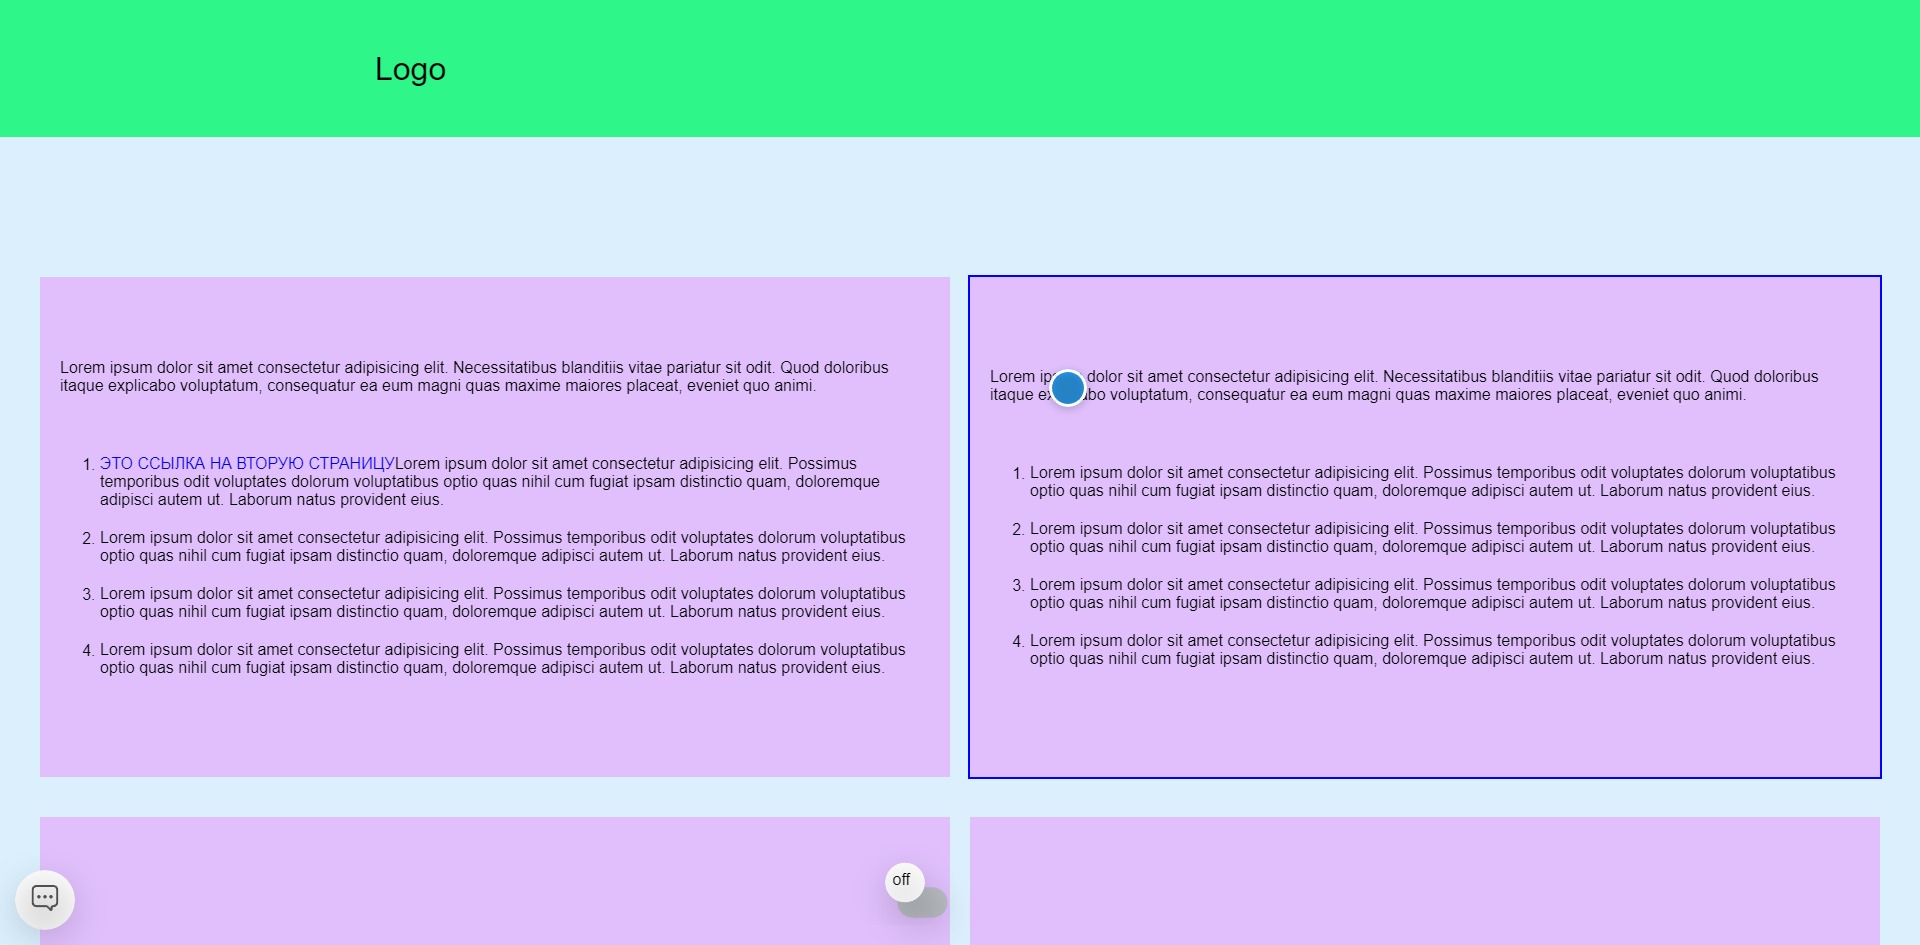 Logo
Lorem ipsum dolor sit amet consectetur adipisicing elit. Necessitatibus blanditiis vitae pariatur sit odit. Quod doloribus
itaque explicabo voluptatum, consequatur ea eum magni quas maxime maiores placeat, eveniet quo animi.
1. ЭТО ССЫЛКА НА ВТОРУЮ СТРАНИЦУLorem ipsum dolor sit amet consectetur adipisicing elit. Possimus
temporibus odit voluptates dolorum voluptatibus optio quas nihil cum fugiat ipsam distinctio quam, doloremque
adipisci autem ut. Laborum natus provident eius.
2. Lorem ipsum dolor sit amet consectetur adipisicing elit. Possimus temporibus odit voluptates dolorum voluptatibus
optio quas nihil cum fugiat ipsam distinctio quam, doloremque adipisci autem ut. Laborum natus provident eius.
3. Lorem ipsum dolor sit amet consectetur adipisicing elit. Possimus temporibus odit voluptates dolorum voluptatibus
optio quas nihil cum fugiat ipsam distinctio quam, doloremque adipisci autem ut. Laborum natus provident eius.
4. Lorem ipsum dolor sit amet consectetur adipisicing elit. Possimus temporibus odit voluptates dolorum voluptatibus
optio quas nihil cum fugiat ipsam distinctio quam, doloremque adipisci autem ut. Laborum natus provident eius.
Lorem dolor sit amet consectetur adipisicing elit. Necessitatibus blanditiis vitae pariatur sit odit. Quod doloribus
itaque voluptatum, consequatur ea eum magni quas maxime maiores placeat, eveniet quo animi.
1. Lorem ipsum dolor sit amet consectetur adipisicing elit. Possimus temporibus odit voluptates dolorum voluptatibus
optio quas nihil cum fugiat ipsam distinctio quam, doloremque adipisci autem ut. Laborum natus provident eius.
2. Lorem ipsum dolor sit amet consectetur adipisicing elit. Possimus temporibus odit voluptates dolorum voluptatibus
optio quas nihil cum fugiat ipsam distinctio quam, doloremque adipisci autem ut. Laborum natus provident eius.
3. Lorem ipsum dolor sit amet consectetur adipisicing elit. Possimus temporibus odit voluptates dolorum voluptatibus
optio quas nihil cum fugiat ipsam distinctio quam, doloremque adipisci autem ut. Laborum natus provident eius.
4. Lorem ipsum dolor sit amet consectetur adipisicing elit. Possimus temporibus odit voluptates dolorum voluptatibus
optio quas nihil cum fugiat ipsam distinctio quam, doloremque adipisci autem ut. Laborum natus provident eius.
off